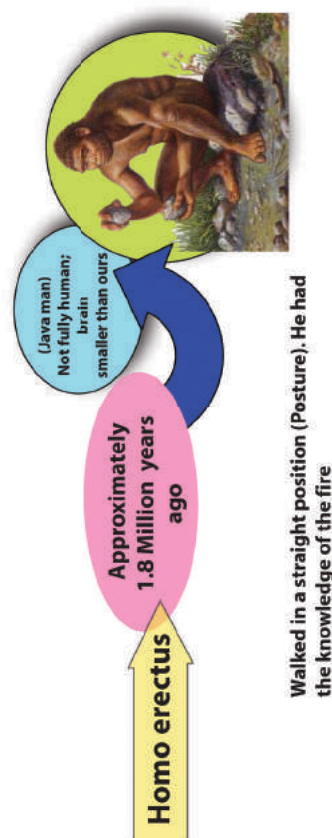 Homo erectus
Approximately
1.8 Million years
ago
(Java man)
Not fully human;
brain
smaller than ours
Walked in a straight position (Posture). He had
the knowledge of the fire